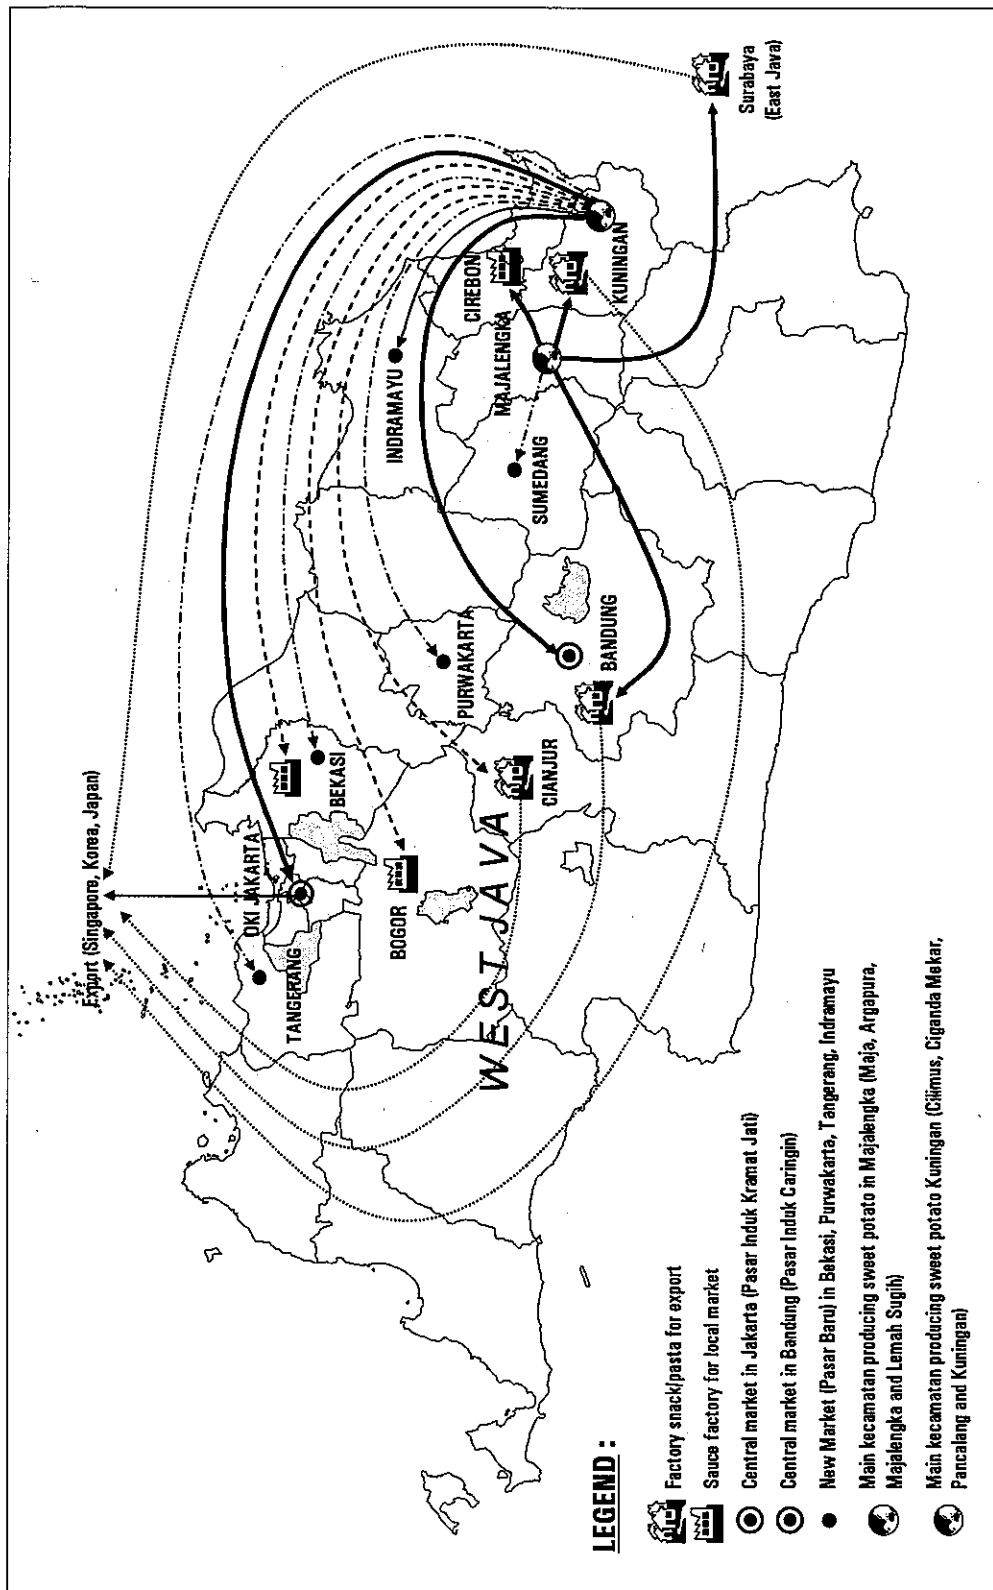 Export (Singapore, Korea, Japan)
TANGERANG
DKI JAKARTA
BEKASI
BOGOR
WEST JAVA
CIANJUR
PURWAKARTA
BANDUNG
SUMEDANG
INDRAMAYU
MAJALENGKA
CIREBON
KUNINGAN
Surabaya
(East Java)
LEGEND :
Factory snack/pasta for export
Sauce factory for local market
Central market in Jakarta (Pasar Induk Kramat Jati)
Central market in Bandung (Pasar Induk Caringin)
New Market (Pasar Baru) in Bekasi, Purwakarta, Tangerang, Indramayu
Main kecamatan producing sweet potato in Majalengka (Maja, Argapura,
Majalengka and Lemah Sugih)
Main kecamatan producing sweet potato Kuningan (Cilimus, Ciganda Mekar,
Pancalang and Kuningan)